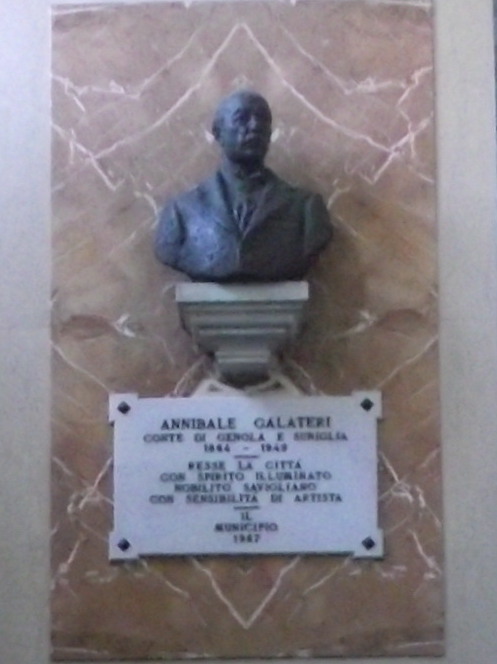 ANNIBALE GALATERI
CONTE DI GENOLA E SUNIGLIA
1864 - 1949
RESSE LA CITTÀ
CON SPIRITO ILLUMINATO
NOBILITÒ SAVIGLIANO
CON SENSIBILITÀ DI ARTISTA
IL
MUNICIPIO
1967